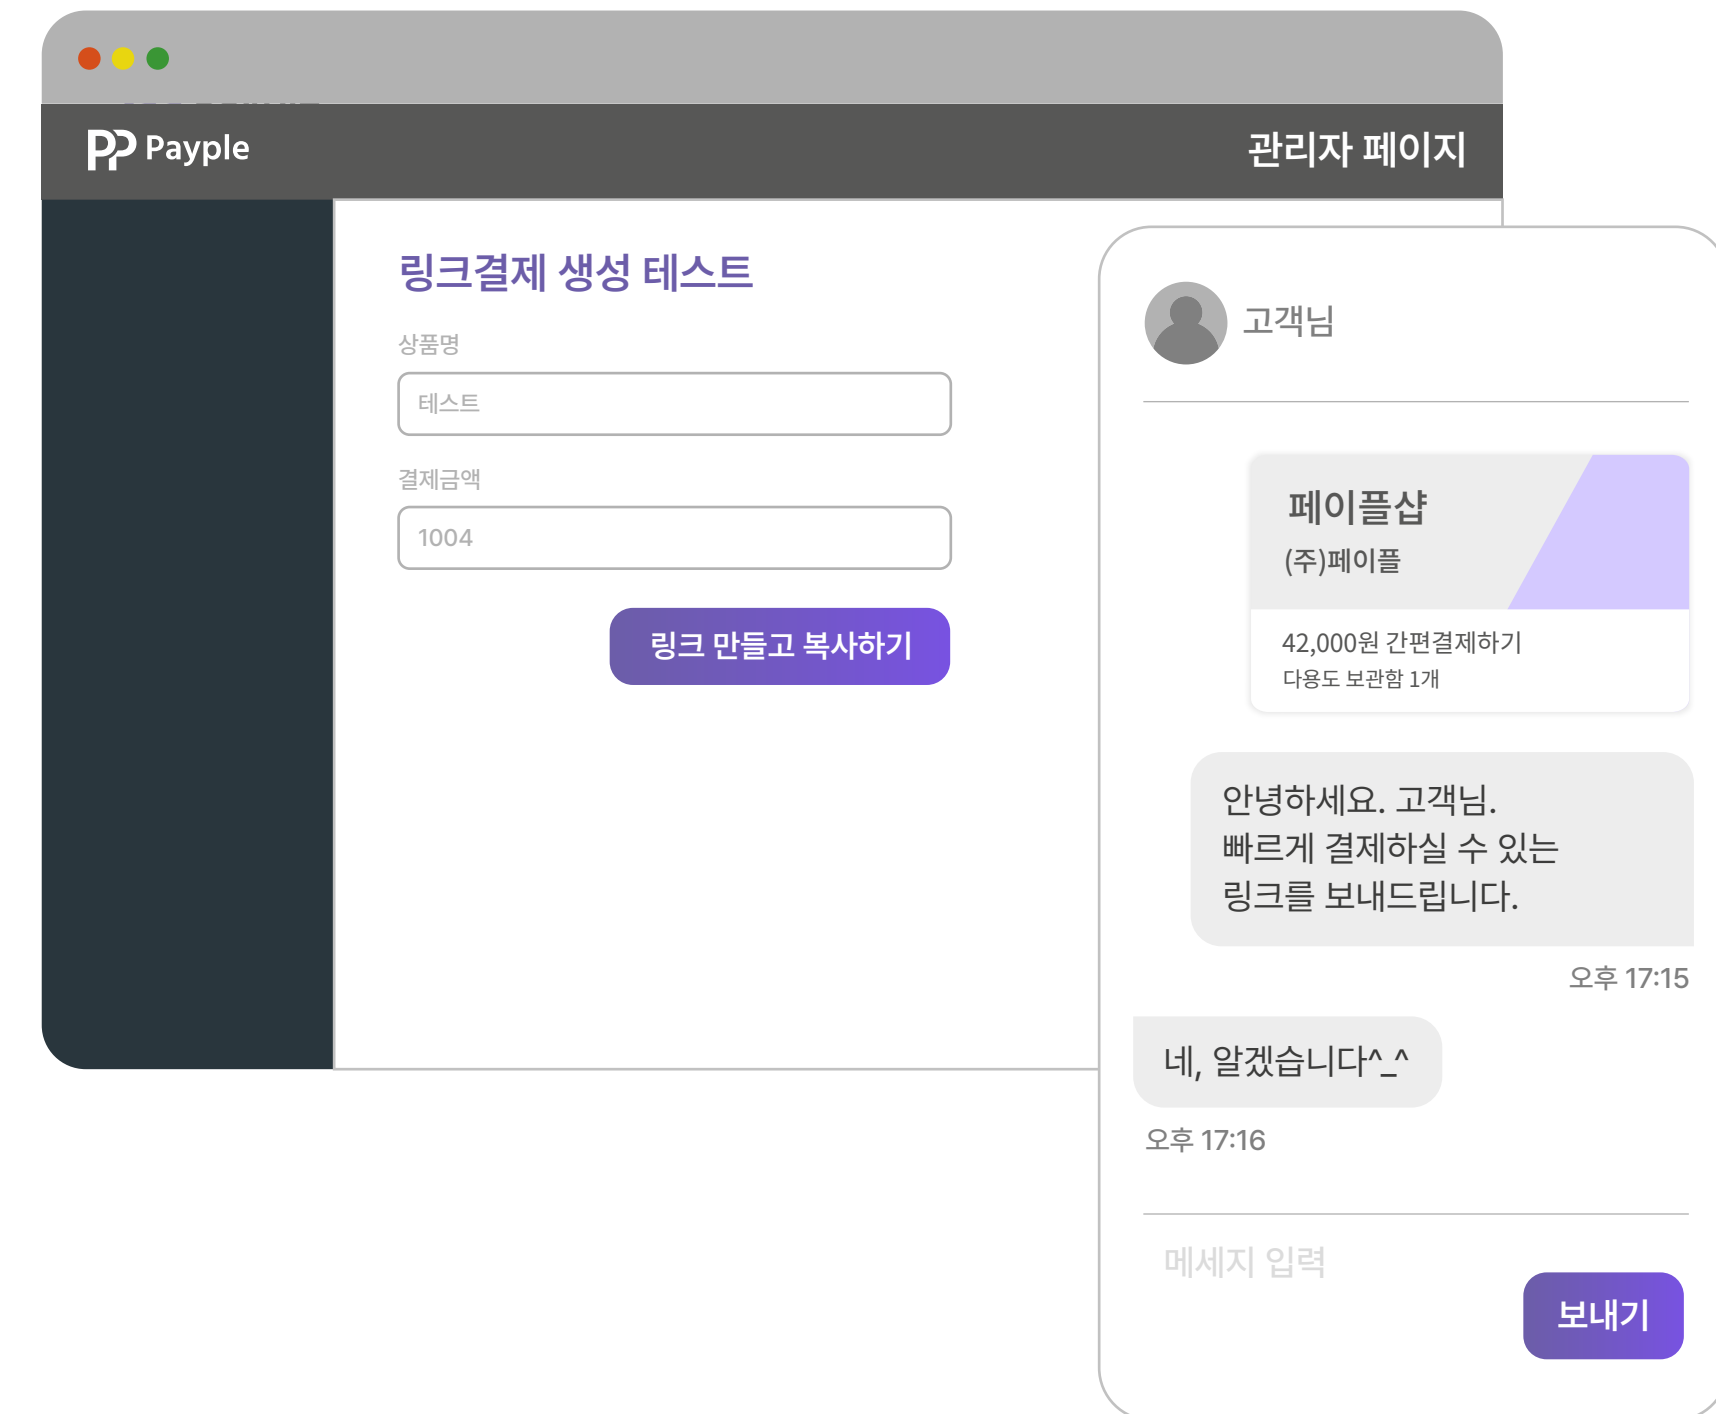 Payple
관리자 페이지
링크결제 생성 테스트
상품명
테스트
결제금액
1004
링크 만들고 복사하기
고객님
페이플샵
(주)페이플
42,000원 간편결제하기
다용도 보관함 1개
안녕하세요. 고객님.
빠르게 결제하실 수 있는
링크를 보내드립니다.
오후 17:15
네, 알겠습니다^_^
오후 17:16
메세지 입력
보내기